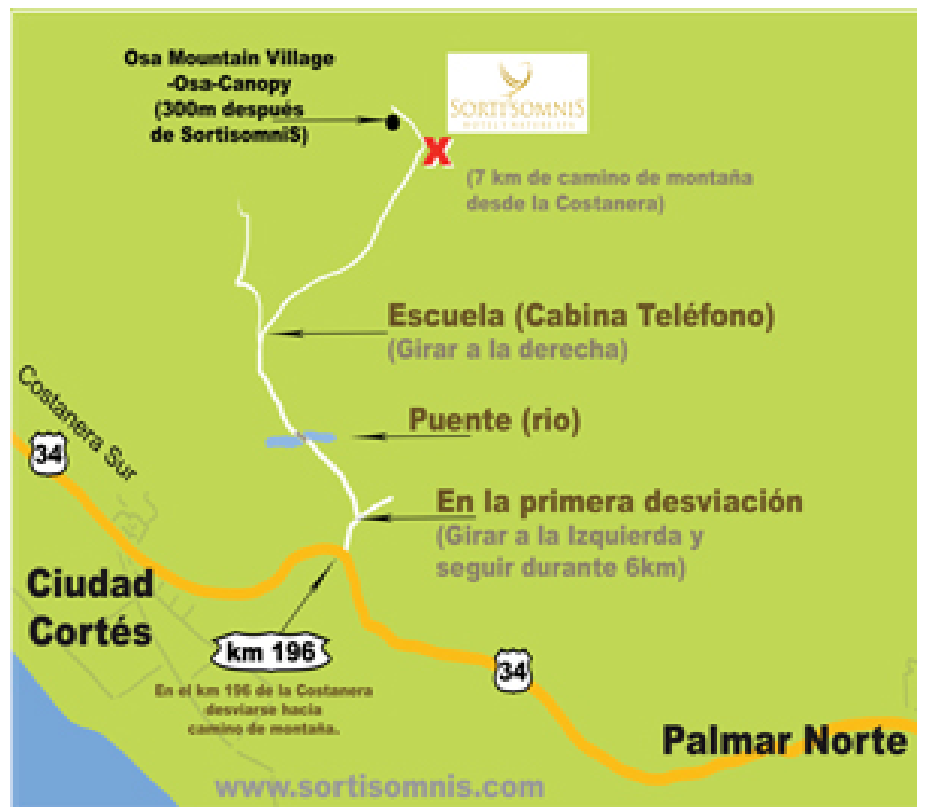 Osa Mountain Village
-Osa-Canopy
(300m después
de SortisomniS)
SORTISOMNIS
HOTEL & NATURE SPA
(7 km de camino de montaña
desde la Costanera)
Escuela (Cabina Teléfono)
(Girar a la derecha)
Costanera Sur
34
Puente (rio)
En la primera desviación
(Girar a la Izquierda y
seguir durante 6km)
Ciudad
Cortés
km 196
34
En el km 196 de la Costanera
desviarse hacia
camino de montaña.
Palmar Norte
www.sortisomnis.com